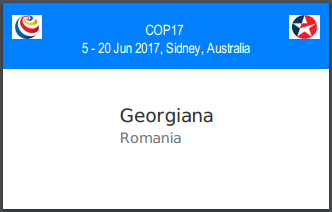 COP17
5 - 20 Jun 2017, Sidney, Australia
Georgiana
Romania